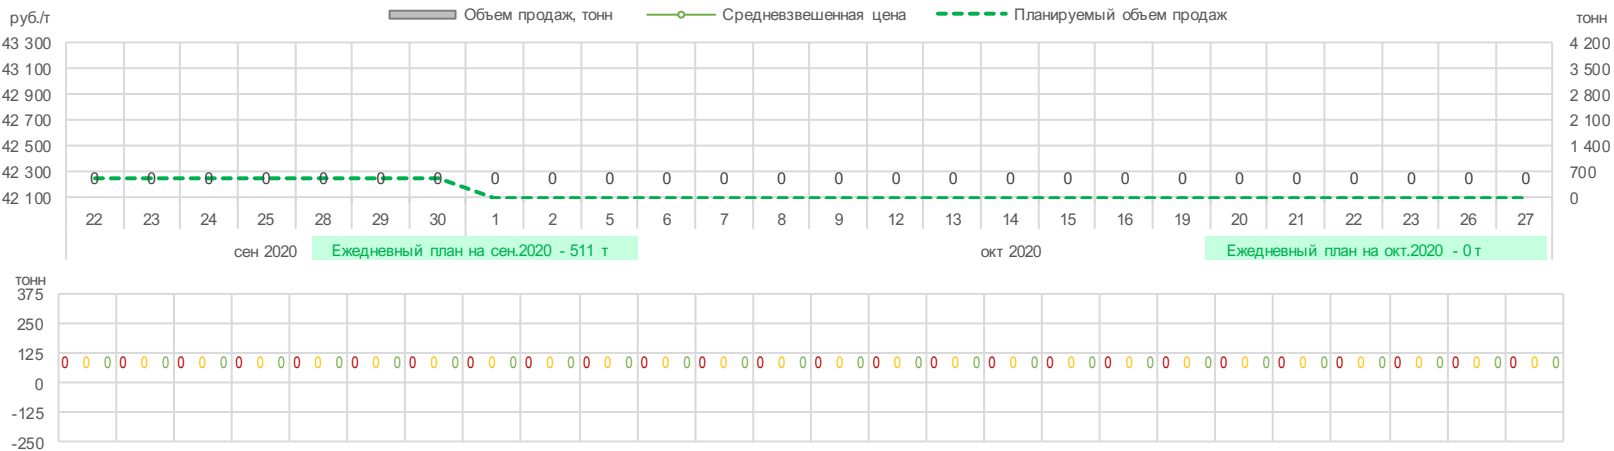 руб./т
Объем продаж, тонн Средневзвешенная цена Планируемый объем продаж
тонн
43 300 4 200
43 100 3 500
42 900 2 800
42 700 2 100
42 500 1 400
42 300 0 0 0 0 0 0 0 0 0 0 0 0 0 0 0 0 0 0 0 0 0 0 0 0 0 0 700
42 100 0
22 23 24 25 28 29 30 1 2 5 6 7 8 9 12 13 14 15 16 19 20 21 22 23 26 27
сен 2020 Ежедневный план на сен.2020 - 511 т окт 2020 Ежедневный план на окт.2020 - 0 т
тонн
375
250
125 0 0 0 0 0 0 0 0 0 0 0 0 0 0 0 0 0 0 0 0 0 0 0 0 0 0 0 0 0 0 0 0 0 0 0 0 0 0 0 0 0 0 0 0 0 0 0 0 0 0 0 0 0 0 0 0 0 0 0 0 0 0 0 0 0 0 0 0 0 0 0 0 0 0 0 0 0 0
0
-125
-250